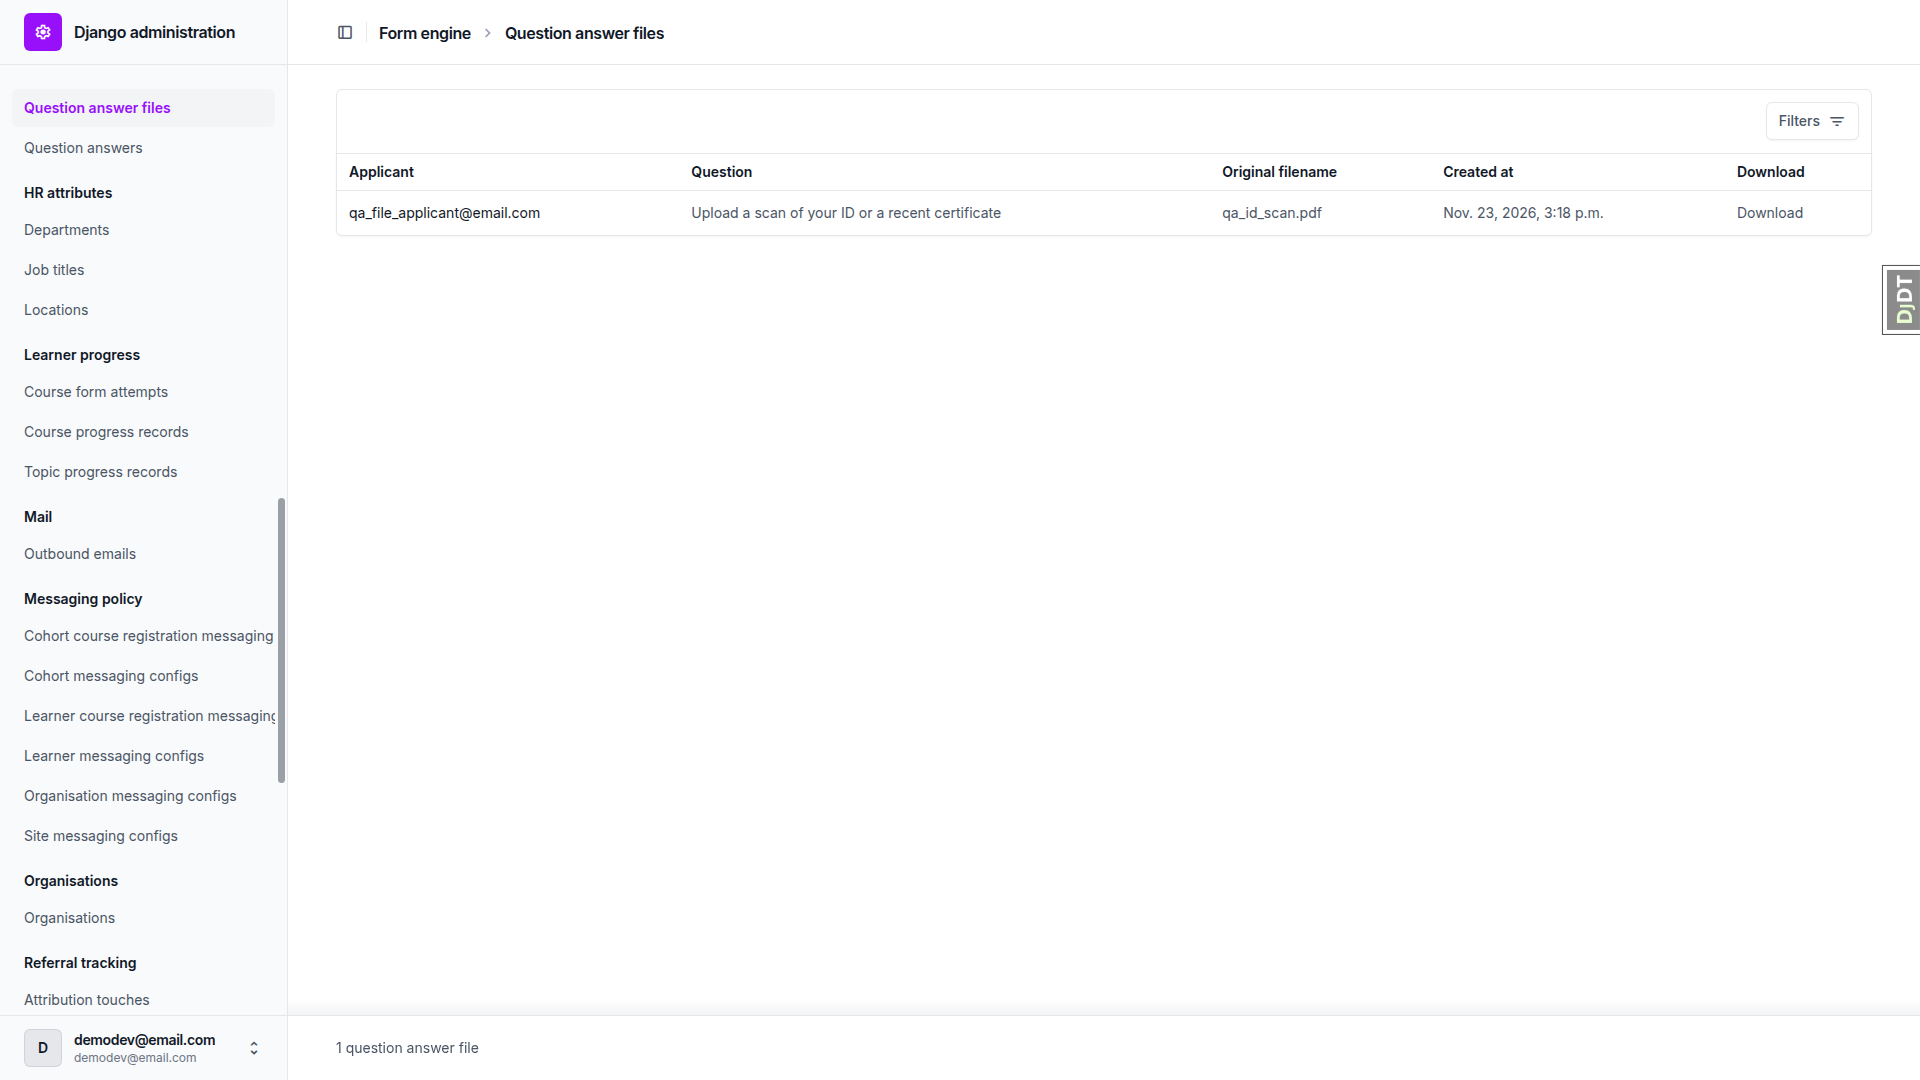 Django administration
Question answer files
Question answers
HR attributes
Departments
Job titles
Locations
Learner progress
Course form attempts
Course progress records
Topic progress records
Mail
Outbound emails
Messaging policy
Cohort course registration messaging
Cohort messaging configs
Learner course registration messaging
Learner messaging configs
Organisation messaging configs
Site messaging configs
Organisations
Organisations
Referral tracking
Attribution touches
D
demodev@email.com
demodev@email.com
Form engine > Question answer files
Filters
Applicant Question Original filename Created at Download
qa_file_applicant@email.com Upload a scan of your ID or a recent certificate qa_id_scan.pdf Nov. 23, 2026, 3:18 p.m. Download
DjDT
1 question answer file